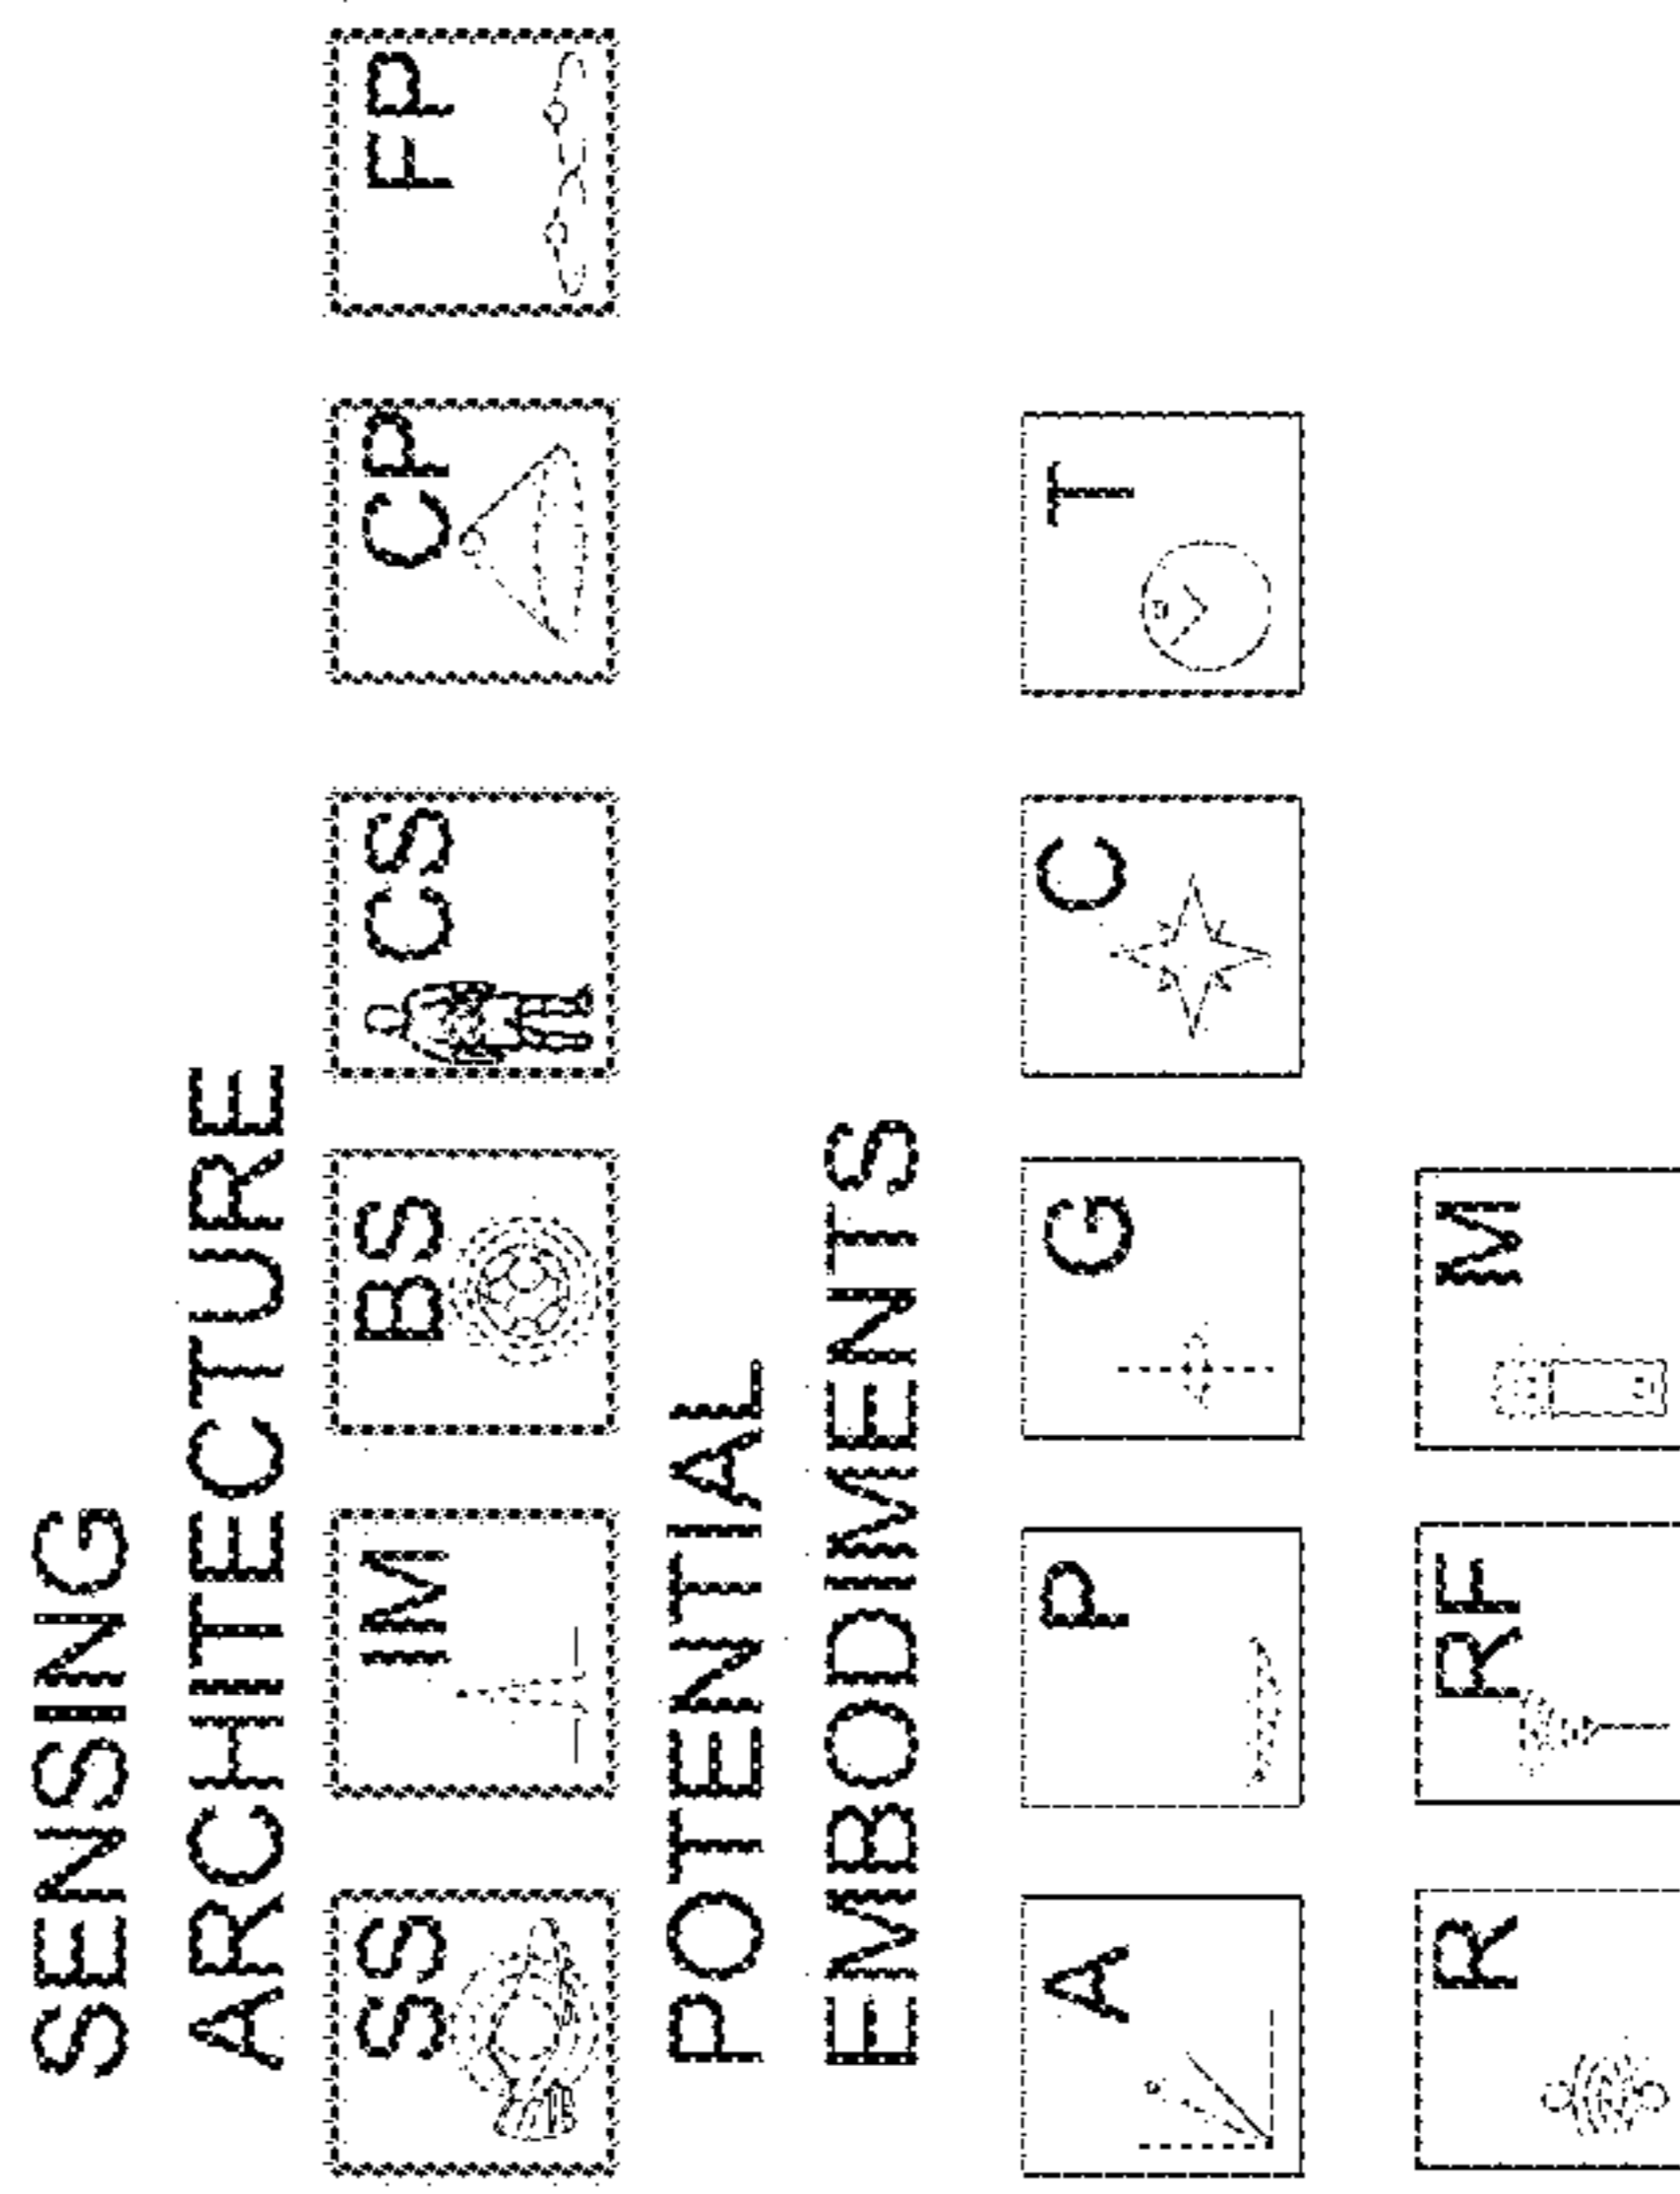 SENSING
ARCHITECTURE
SS IM BS CS CP FP
POTENTIAL
EMBODIMENTS
A P G C T
R RF M